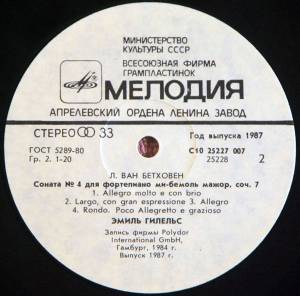 МИНИСТЕРСТВО
КУЛЬТУРЫ СССР
ВСЕСОЮЗНАЯ ФИРМА
ГРАМПЛАСТИНОК
МЕЛОДИЯ
АПРЕЛЕВСКИЙ ОРДЕНА ЛЕНИНА ЗАВОД
СТЕРЕО 33
Год выпуска 1987
ГОСТ 5289-80
С10 25227 007
Гр. 2. 1-20
25228
2
Л. ВАН БЕТХОВЕН
Соната № 4 для фортепиано ми-бемоль мажор, соч. 7
1. Allegro molto e con brio
2. Largo, con gran espressione 3. Allegro
4. Rondo. Poco Allegretto e grazioso
ЭМИЛЬ ГИЛЕЛЬС
Запись фирмы Polydor
International GmbH,
Гамбург, 1984 г.
Выпуск 1987 г.